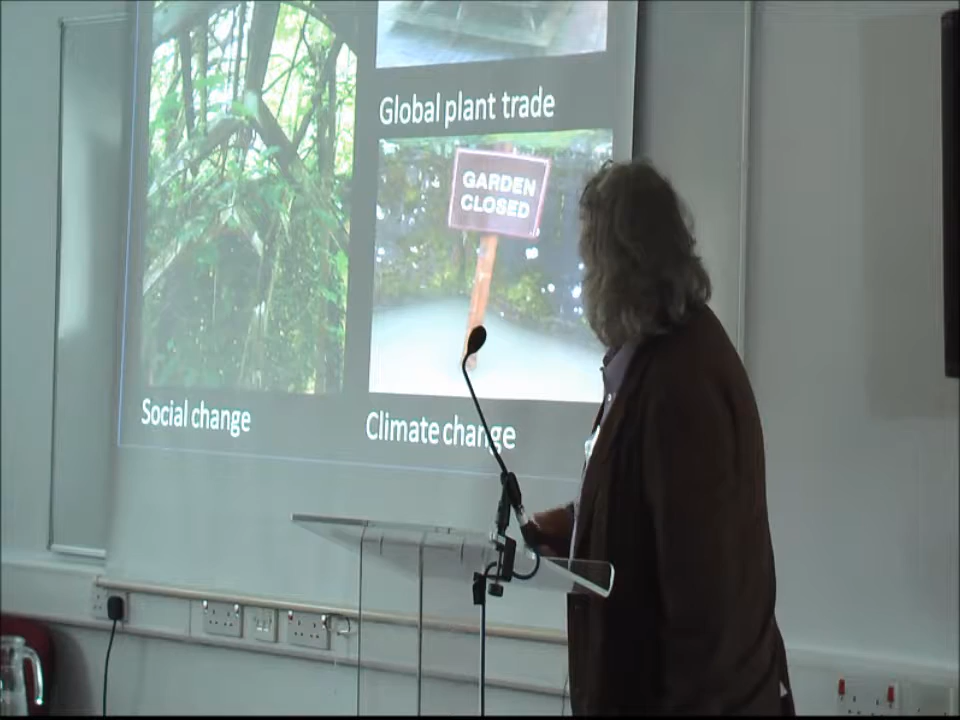 Global plant trade
GARDEN
CLOSED
Social change
Climate change